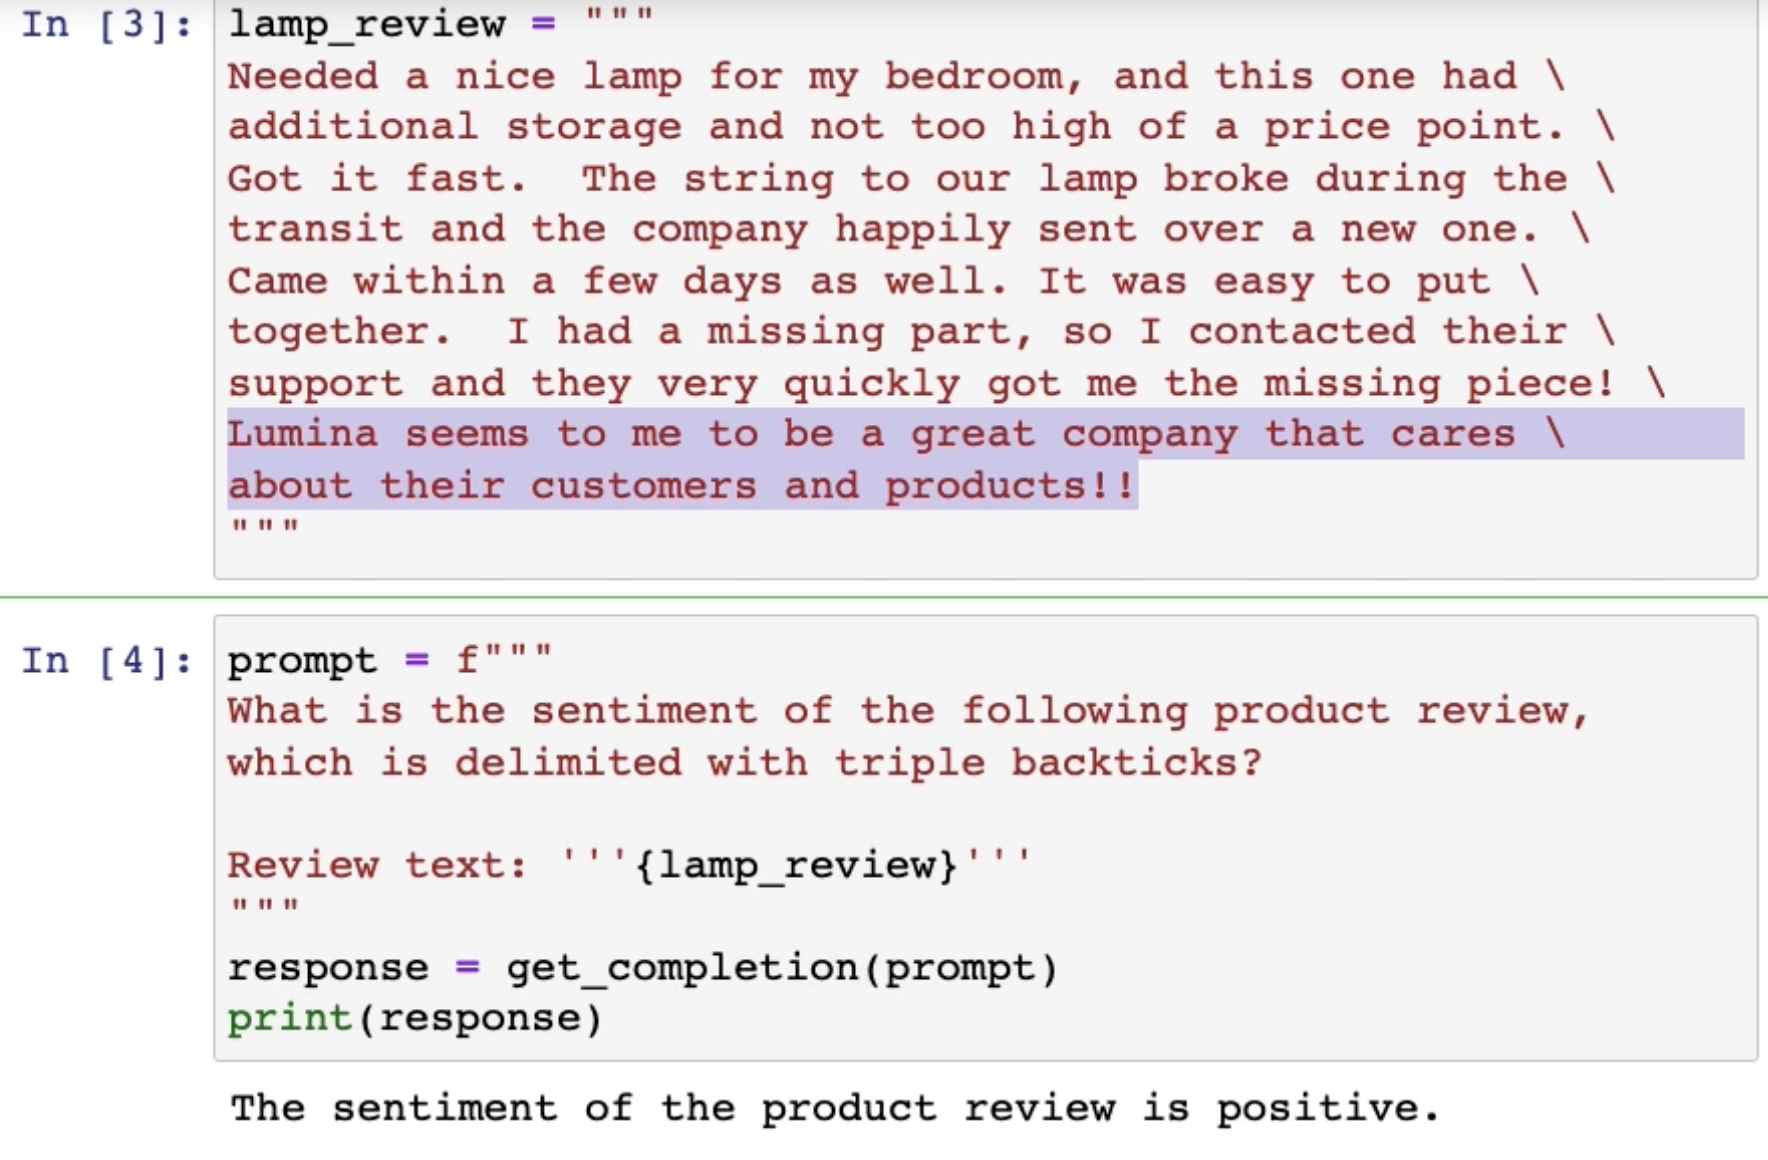 In [3]: lamp_review = """
Needed a nice lamp for my bedroom, and this one had \
additional storage and not too high of a price point. \
Got it fast.  The string to our lamp broke during the \
transit and the company happily sent over a new one. \
Came within a few days as well. It was easy to put \
together.  I had a missing part, so I contacted their \
support and they very quickly got me the missing piece! \
Lumina seems to me to be a great company that cares \
about their customers and products!!
"""
In [4]: prompt = f"""
What is the sentiment of the following product review,
which is delimited with triple backticks?
Review text: '''{lamp_review}'''
"""
response = get_completion(prompt)
print(response)
The sentiment of the product review is positive.